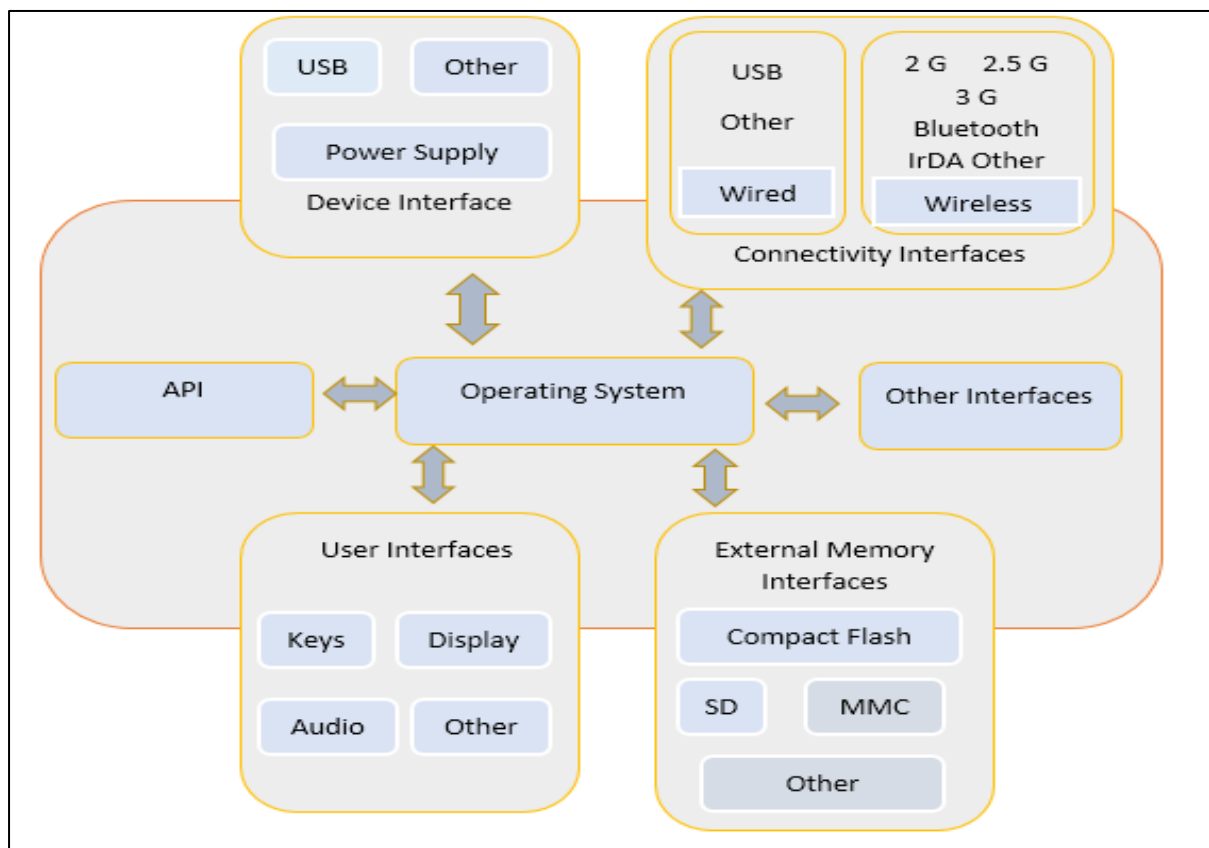 USB
Other
Power Supply
Device Interface
USB
Other
Wired
2 G 2.5 G
3 G
Bluetooth
IrDA Other
Wireless
Connectivity Interfaces
API
Operating System
Other Interfaces
User Interfaces
Keys
Display
Audio
Other
External Memory
Interfaces
Compact Flash
SD
MMC
Other